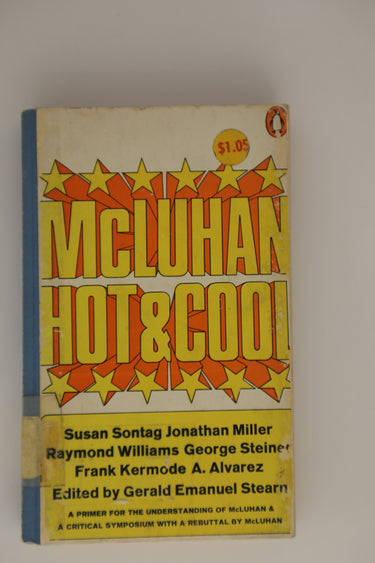 $1.05
McLUHAN
HOT & COOL
Susan Sontag Jonathan Miller
Raymond Williams George Steiner
Frank Kermode A. Alvarez
Edited by Gerald Emanuel Stearn
A PRIMER FOR THE UNDERSTANDING OF McLUHAN &
A CRITICAL SYMPOSIUM WITH A REBUTTAL BY McLUHAN